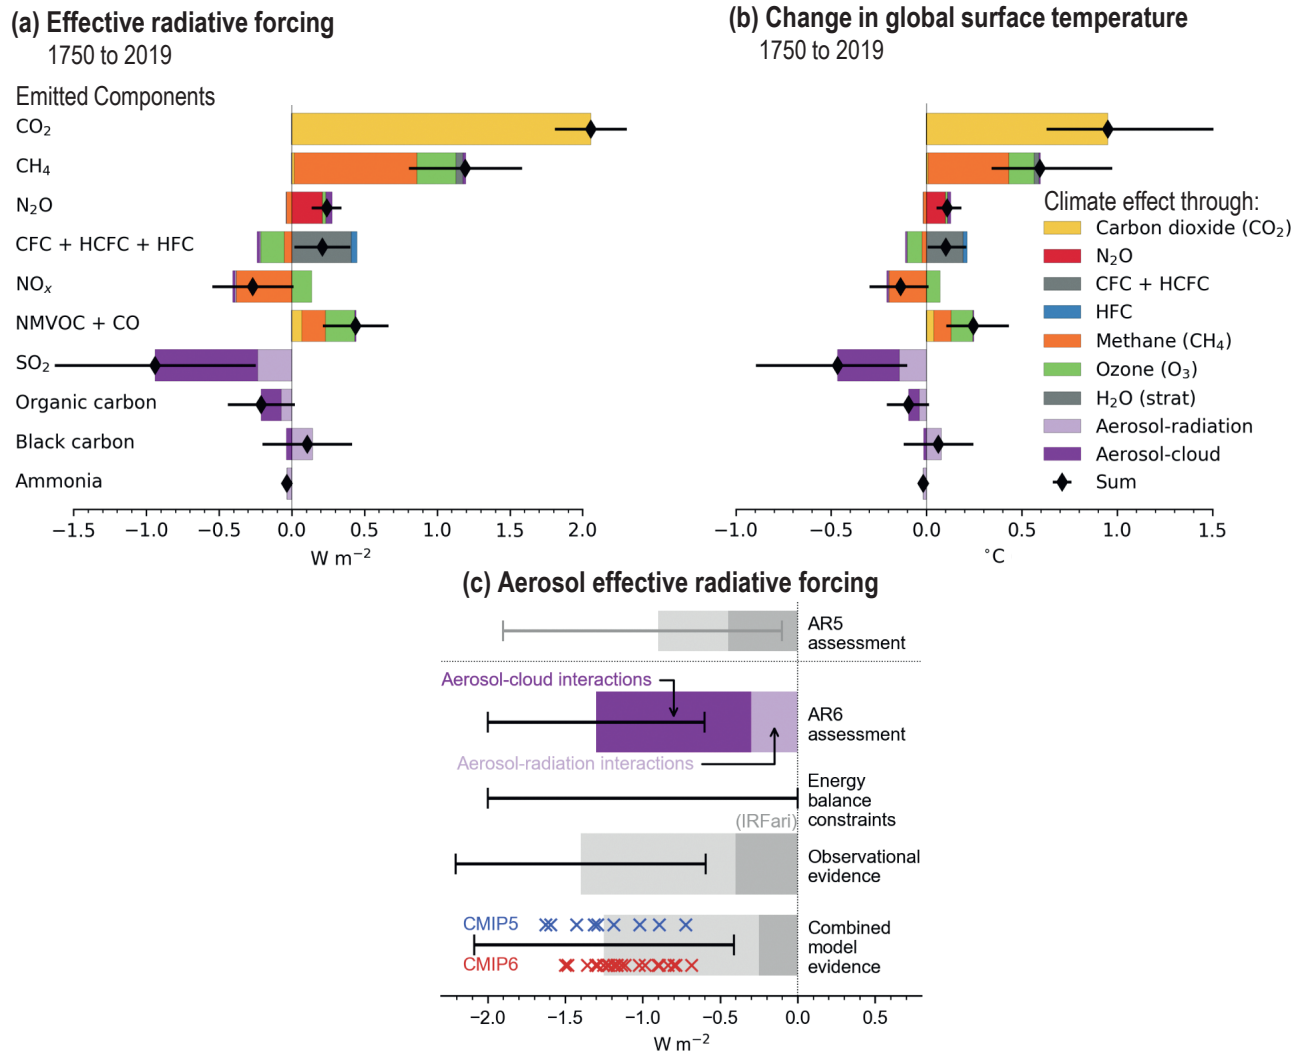 (a) Effective radiative forcing
1750 to 2019
Emitted Components
CO₂
CH₄
N₂O
CFC + HCFC + HFC
NOₓ
NMVOC + CO
SO₂
Organic carbon
Black carbon
Ammonia
−1.5 −1.0 −0.5 0.0 0.5 1.0 1.5 2.0
W m⁻²
(b) Change in global surface temperature
1750 to 2019
Climate effect through:
Carbon dioxide (CO₂)
N₂O
CFC + HCFC
HFC
Methane (CH₄)
Ozone (O₃)
H₂O (strat)
Aerosol-radiation
Aerosol-cloud
Sum
−1.0 −0.5 0.0 0.5 1.0 1.5
°C
(c) Aerosol effective radiative forcing
AR5
assessment
Aerosol-cloud interactions
AR6
assessment
Aerosol-radiation interactions
Energy
balance
constraints
(IRFari)
Observational
evidence
CMIP5
CMIP6
Combined
model
evidence
−2.0 −1.5 −1.0 −0.5 0.0 0.5
W m⁻²